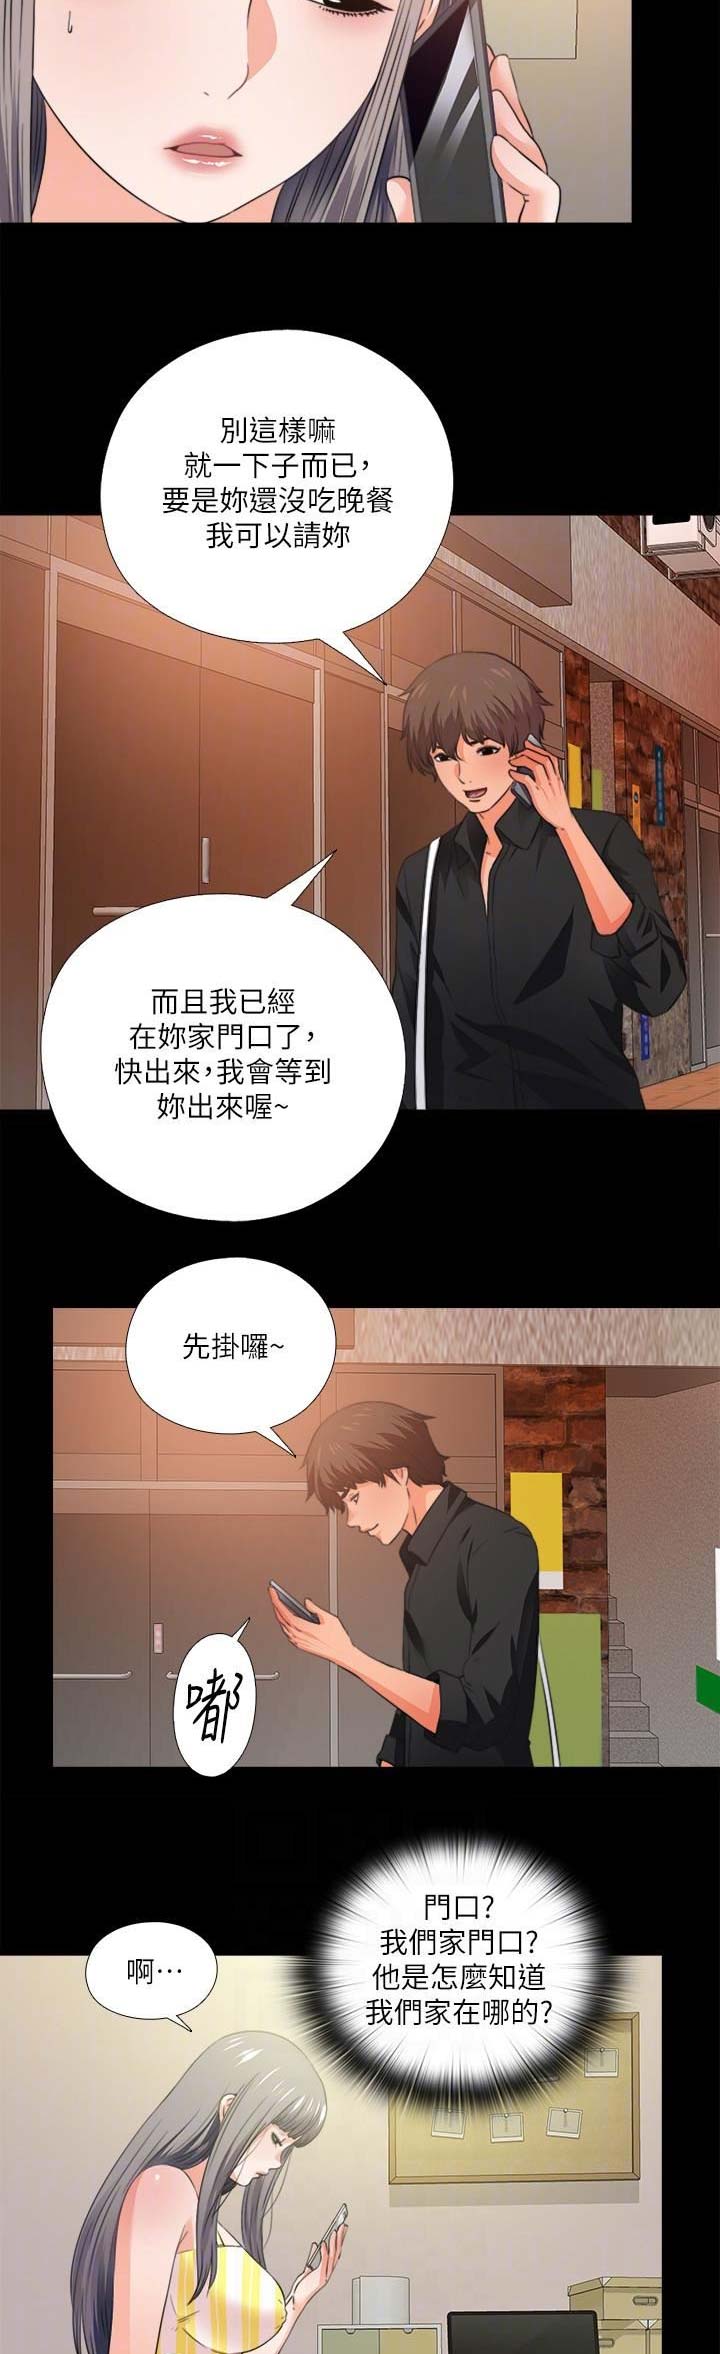 別這樣嘛
就一下子而已，
要是妳還沒吃晚餐
我可以請妳
而且我已經
在妳家門口了，
快出來，我會等到
妳出來喔~
先掛囉~
嘟
門口？
我們家門口？
他是怎麼知道
我們家在哪的？
啊⋯